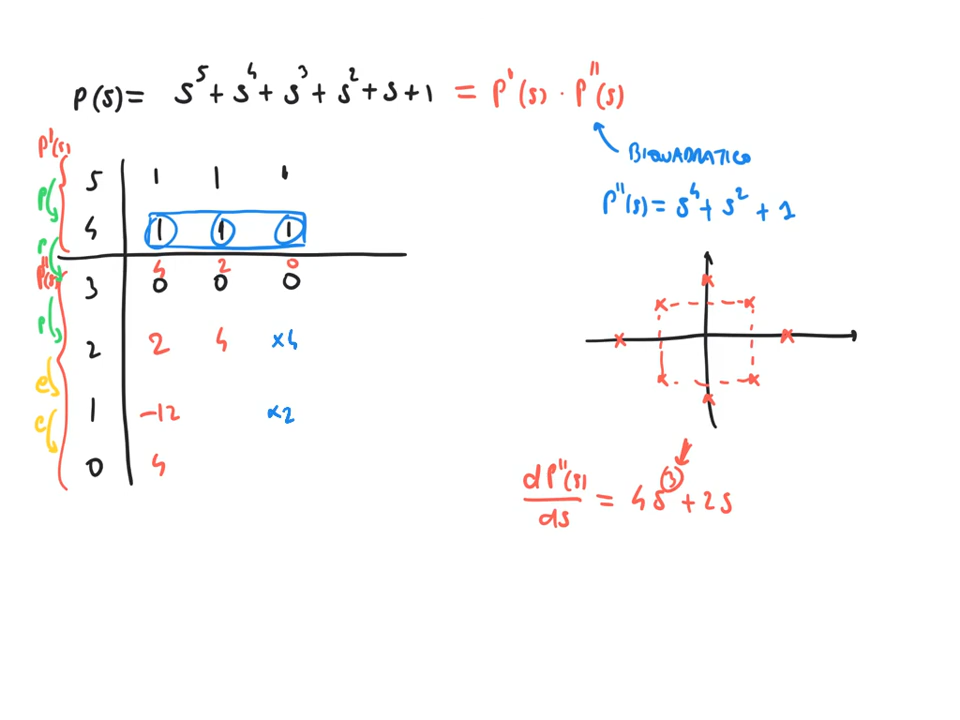 P(s) = s⁵ + s⁴ + s³ + s² + s + 1 = P'(s) · P''(s)
BIQUADRATICO
P''(s) = s⁴ + s² + 1
P'(s)
5 1 1 1
P
4 1 1 1
P
P''(s)
4 2 0
3 0 0 0
P
2 2 4 ×4
e
1 -12 ×2
e
0 4
dP''(s)
ds
= 4s³ + 2s